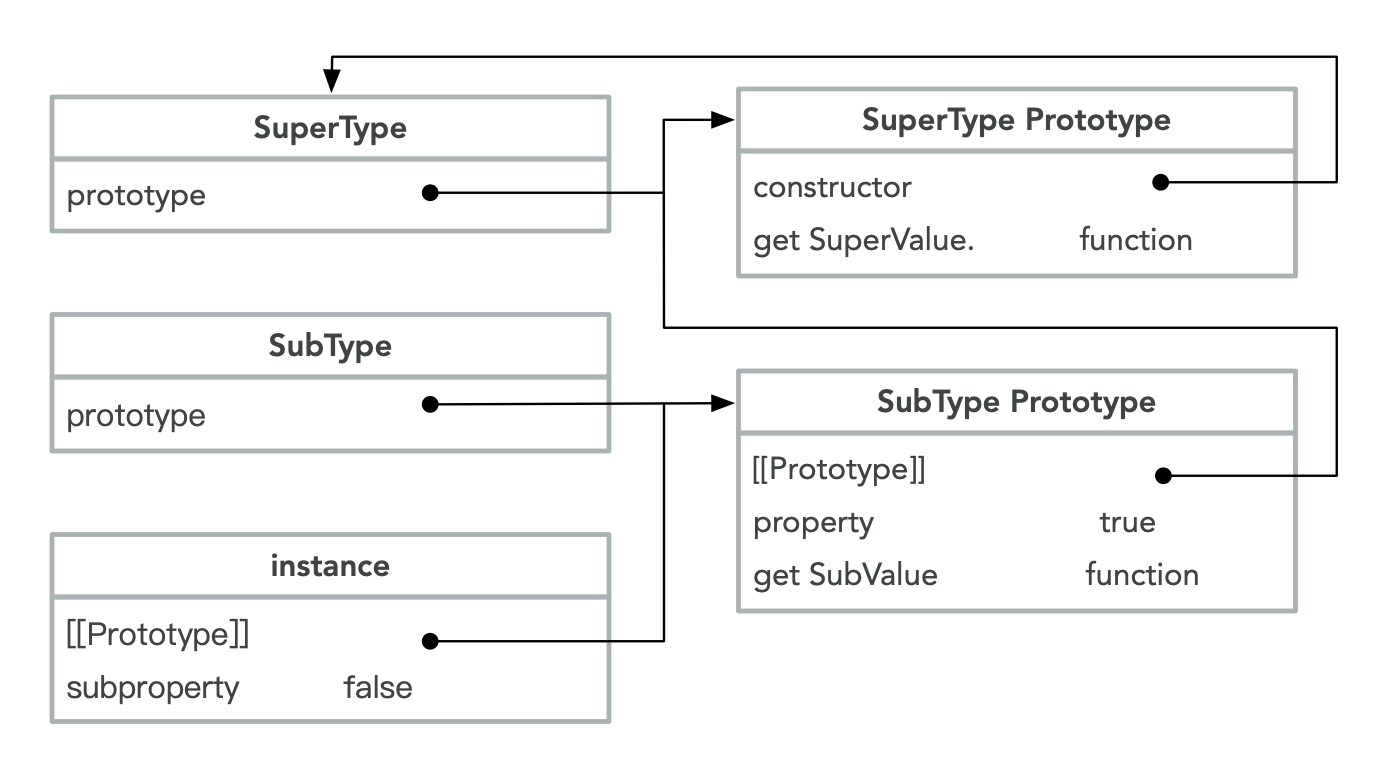 SuperType
prototype
SuperType Prototype
constructor
get SuperValue. function
SubType
prototype
SubType Prototype
[[Prototype]]
property true
get SubValue function
instance
[[Prototype]]
subproperty false